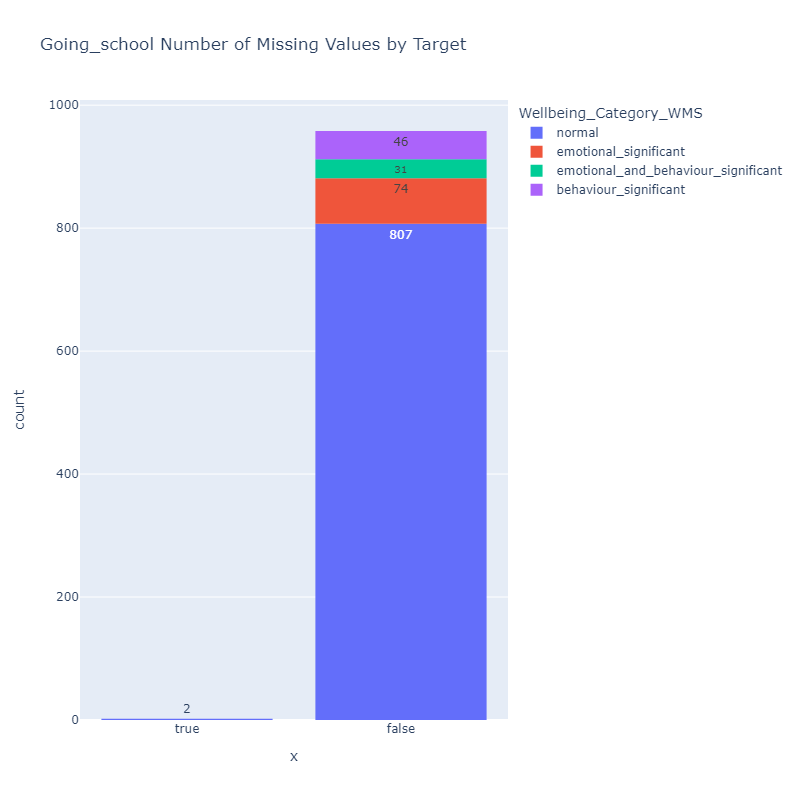 Going_school Number of Missing Values by Target
1000
800
600
400
200
0
count
46
31
74
807
2
true
false
x
Wellbeing_Category_WMS
normal
emotional_significant
emotional_and_behaviour_significant
behaviour_significant